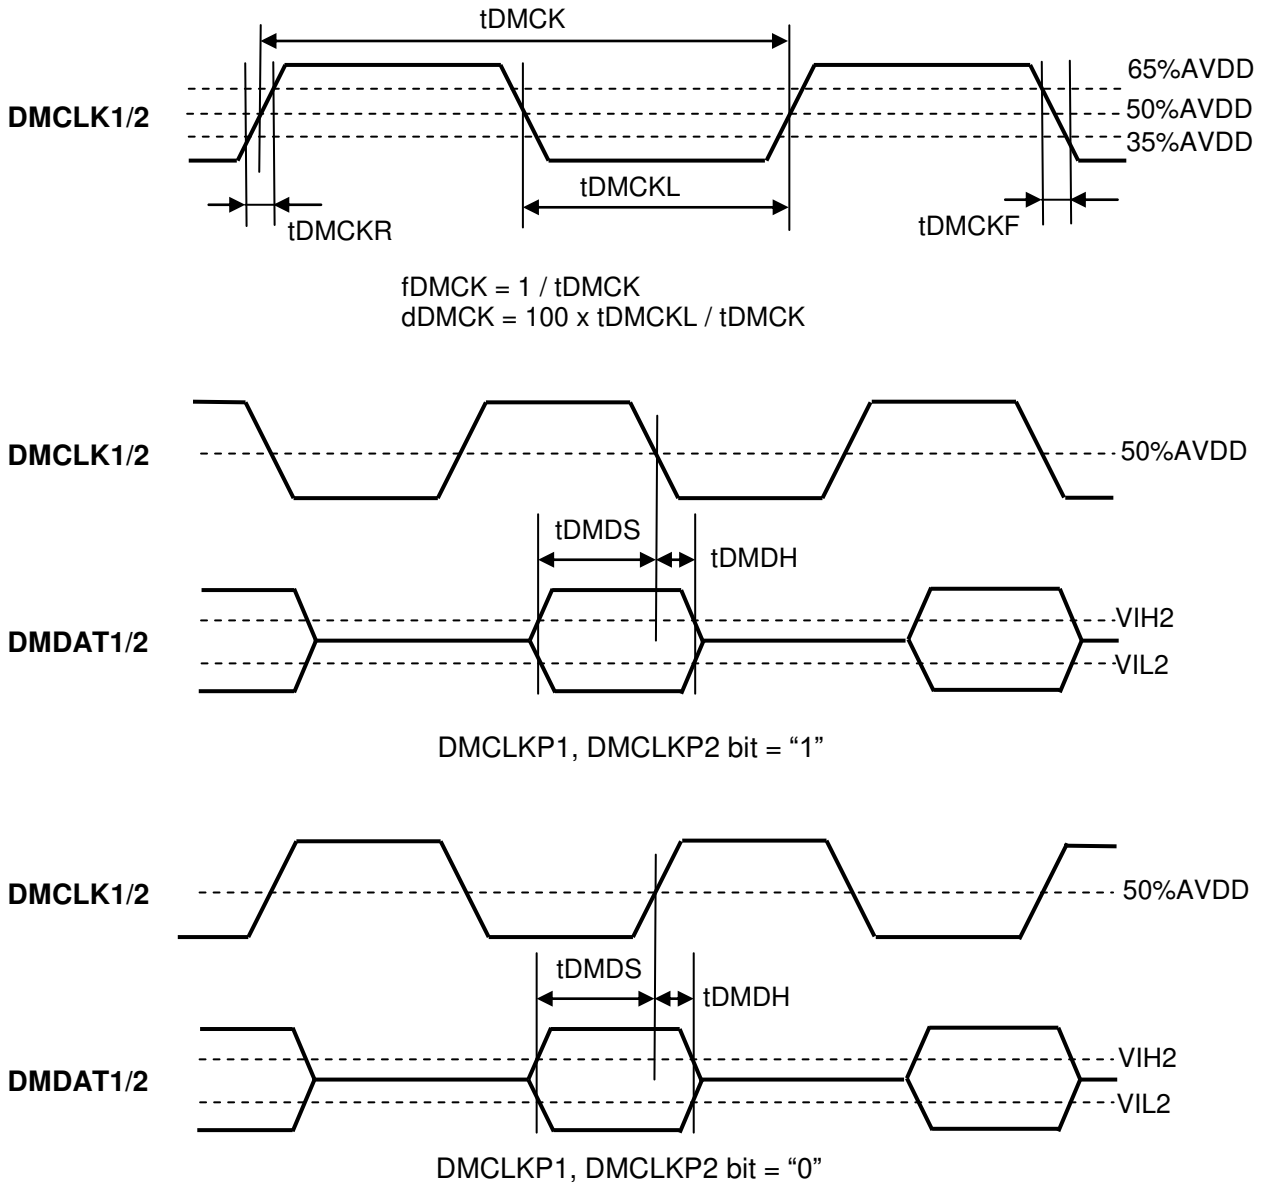 tDMCK
65%AVDD
DMCLK1/2
50%AVDD
35%AVDD
tDMCKL
tDMCKR
tDMCKF
fDMCK = 1 / tDMCK
dDMCK = 100 x tDMCKL / tDMCK
DMCLK1/2
50%AVDD
tDMDS
tDMDH
VIH2
DMDAT1/2
VIL2
DMCLKP1, DMCLKP2 bit = “1”
DMCLK1/2
50%AVDD
tDMDS
tDMDH
VIH2
DMDAT1/2
VIL2
DMCLKP1, DMCLKP2 bit = “0”